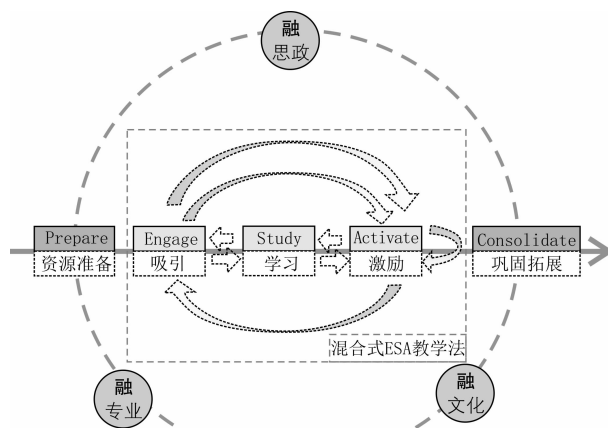 融
思政
Prepare
资源准备
Engage
吸引
Study
学习
Activate
激励
Consolidate
巩固拓展
混合式ESA教学法
融
专业
融
文化